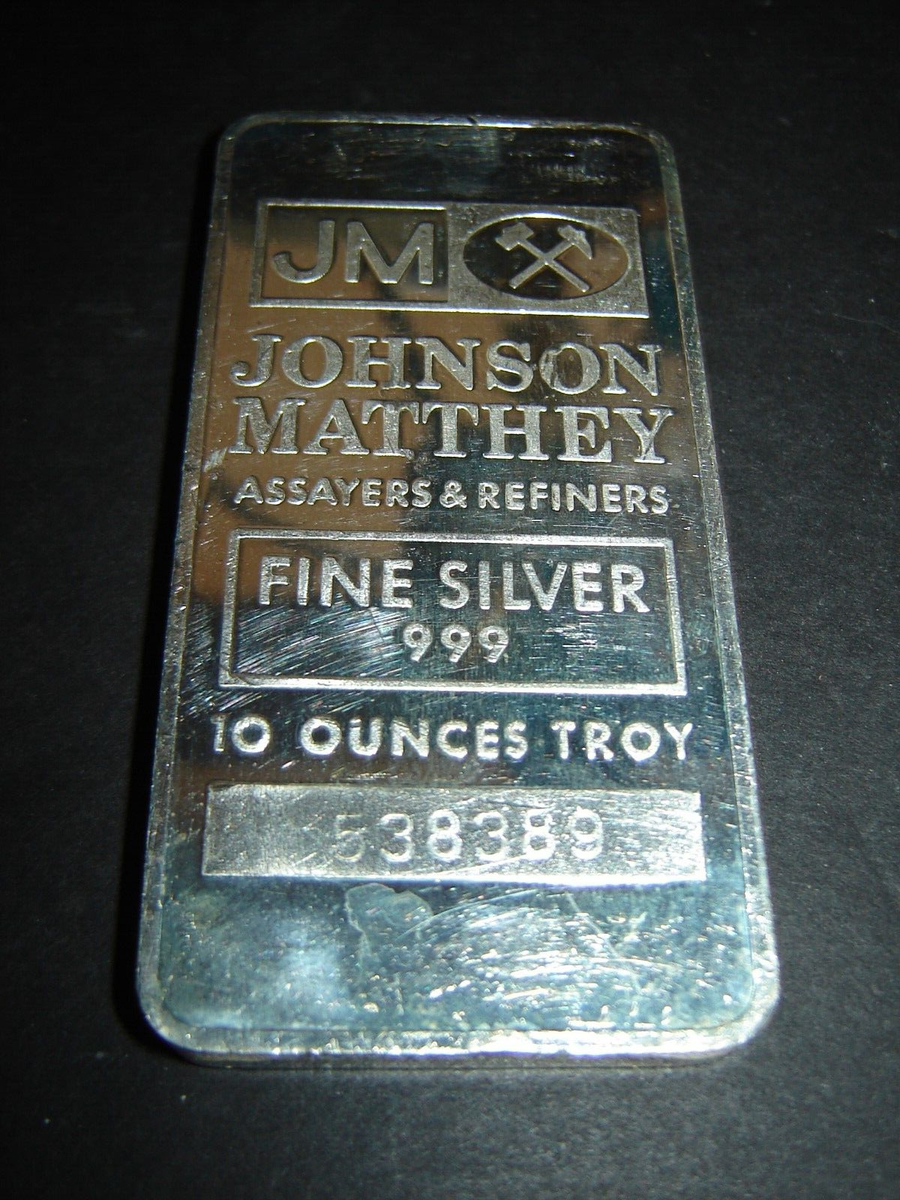 JM
JOHNSON
MATTHEY
ASSAYERS & REFINERS
FINE SILVER
999
10 OUNCES TROY
538389